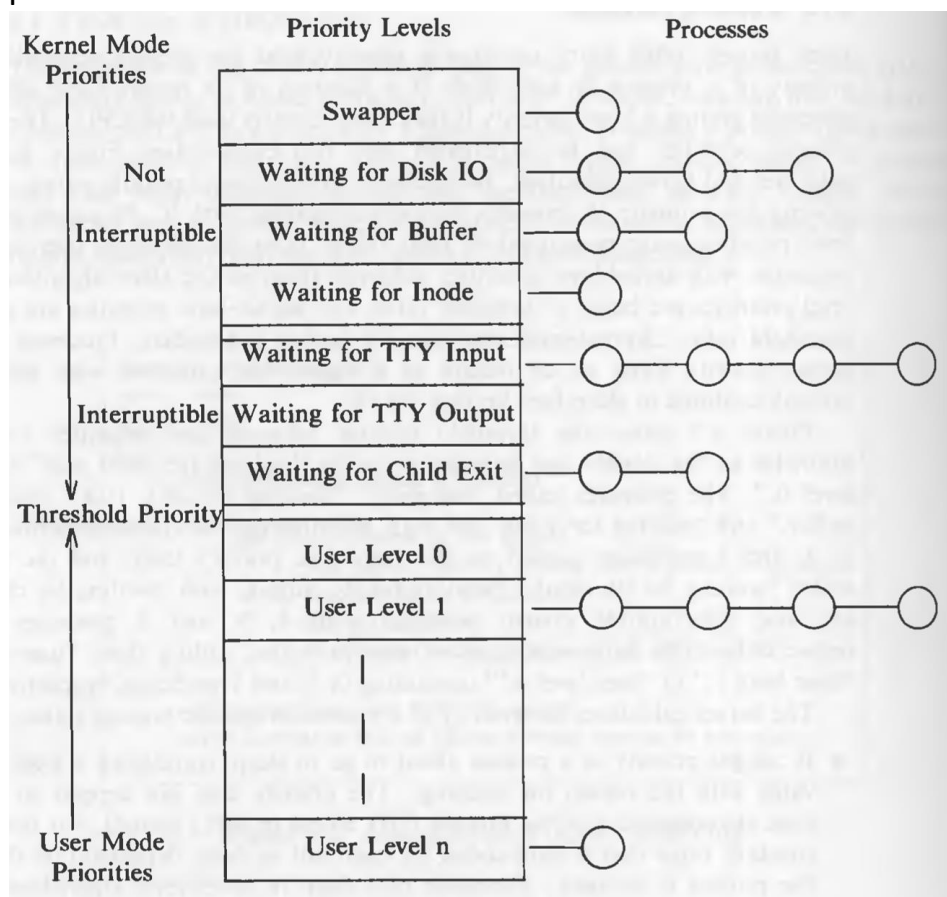 Kernel Mode
Priorities
Priority Levels
Processes
Swapper
Not
Waiting for Disk IO
Interruptible
Waiting for Buffer
Waiting for Inode
Waiting for TTY Input
Interruptible
Waiting for TTY Output
Waiting for Child Exit
Threshold Priority
User Level 0
User Level 1
User Level n
User Mode
Priorities